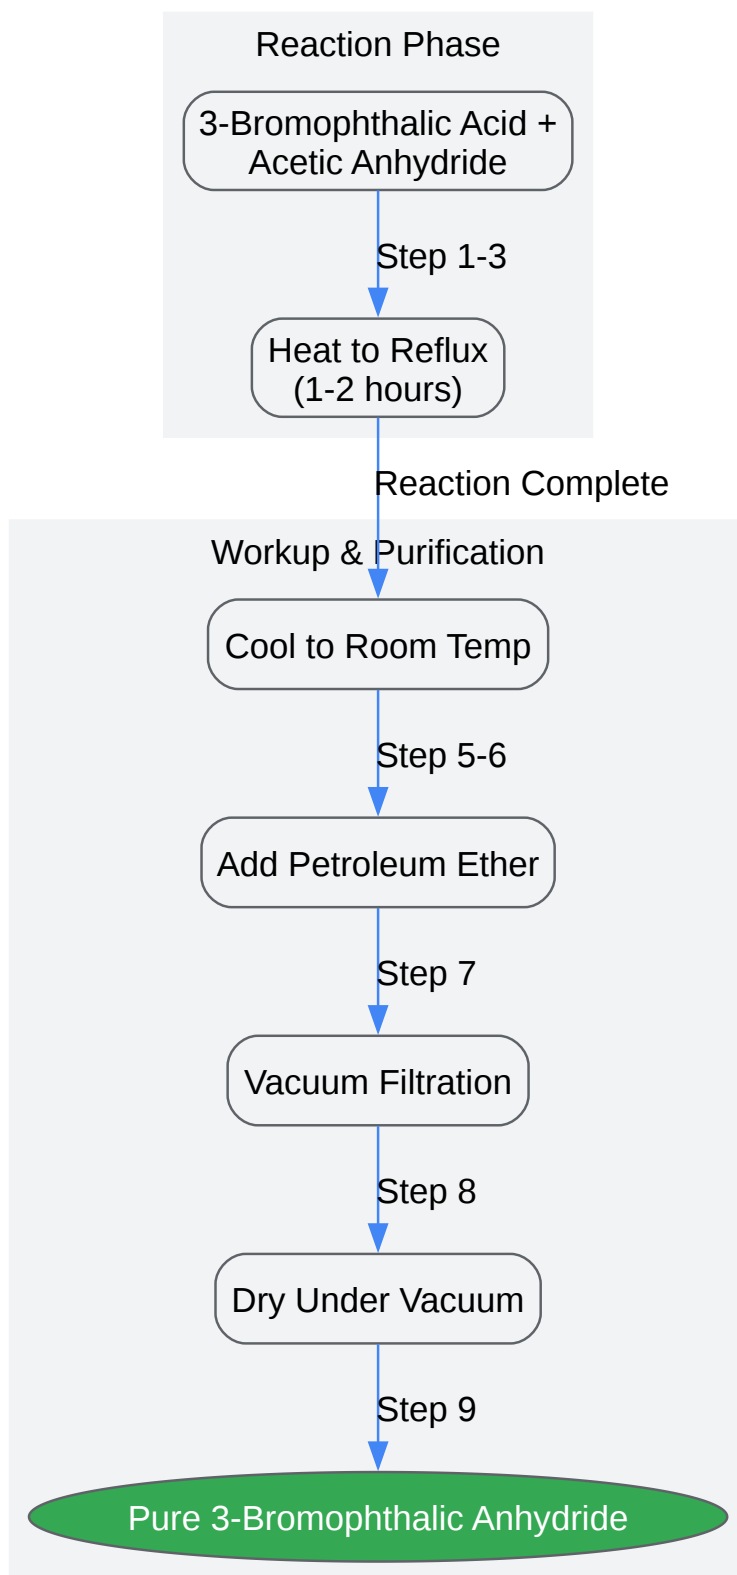 Reaction Phase
3-Bromophthalic Acid +
Acetic Anhydride
Step 1-3
Heat to Reflux
(1-2 hours)
Reaction Complete
Workup & Purification
Cool to Room Temp
Step 5-6
Add Petroleum Ether
Step 7
Vacuum Filtration
Step 8
Dry Under Vacuum
Step 9
Pure 3-Bromophthalic Anhydride